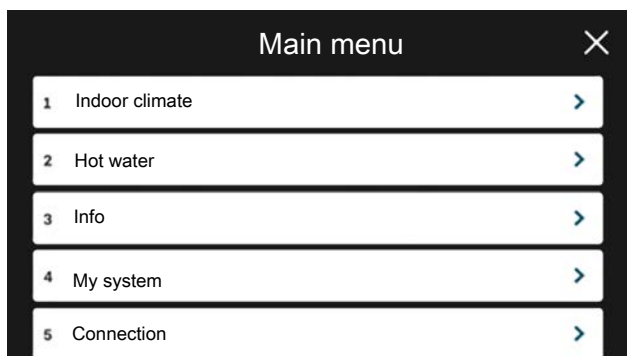 Main menu
1 Indoor climate
2 Hot water
3 Info
4 My system
5 Connection